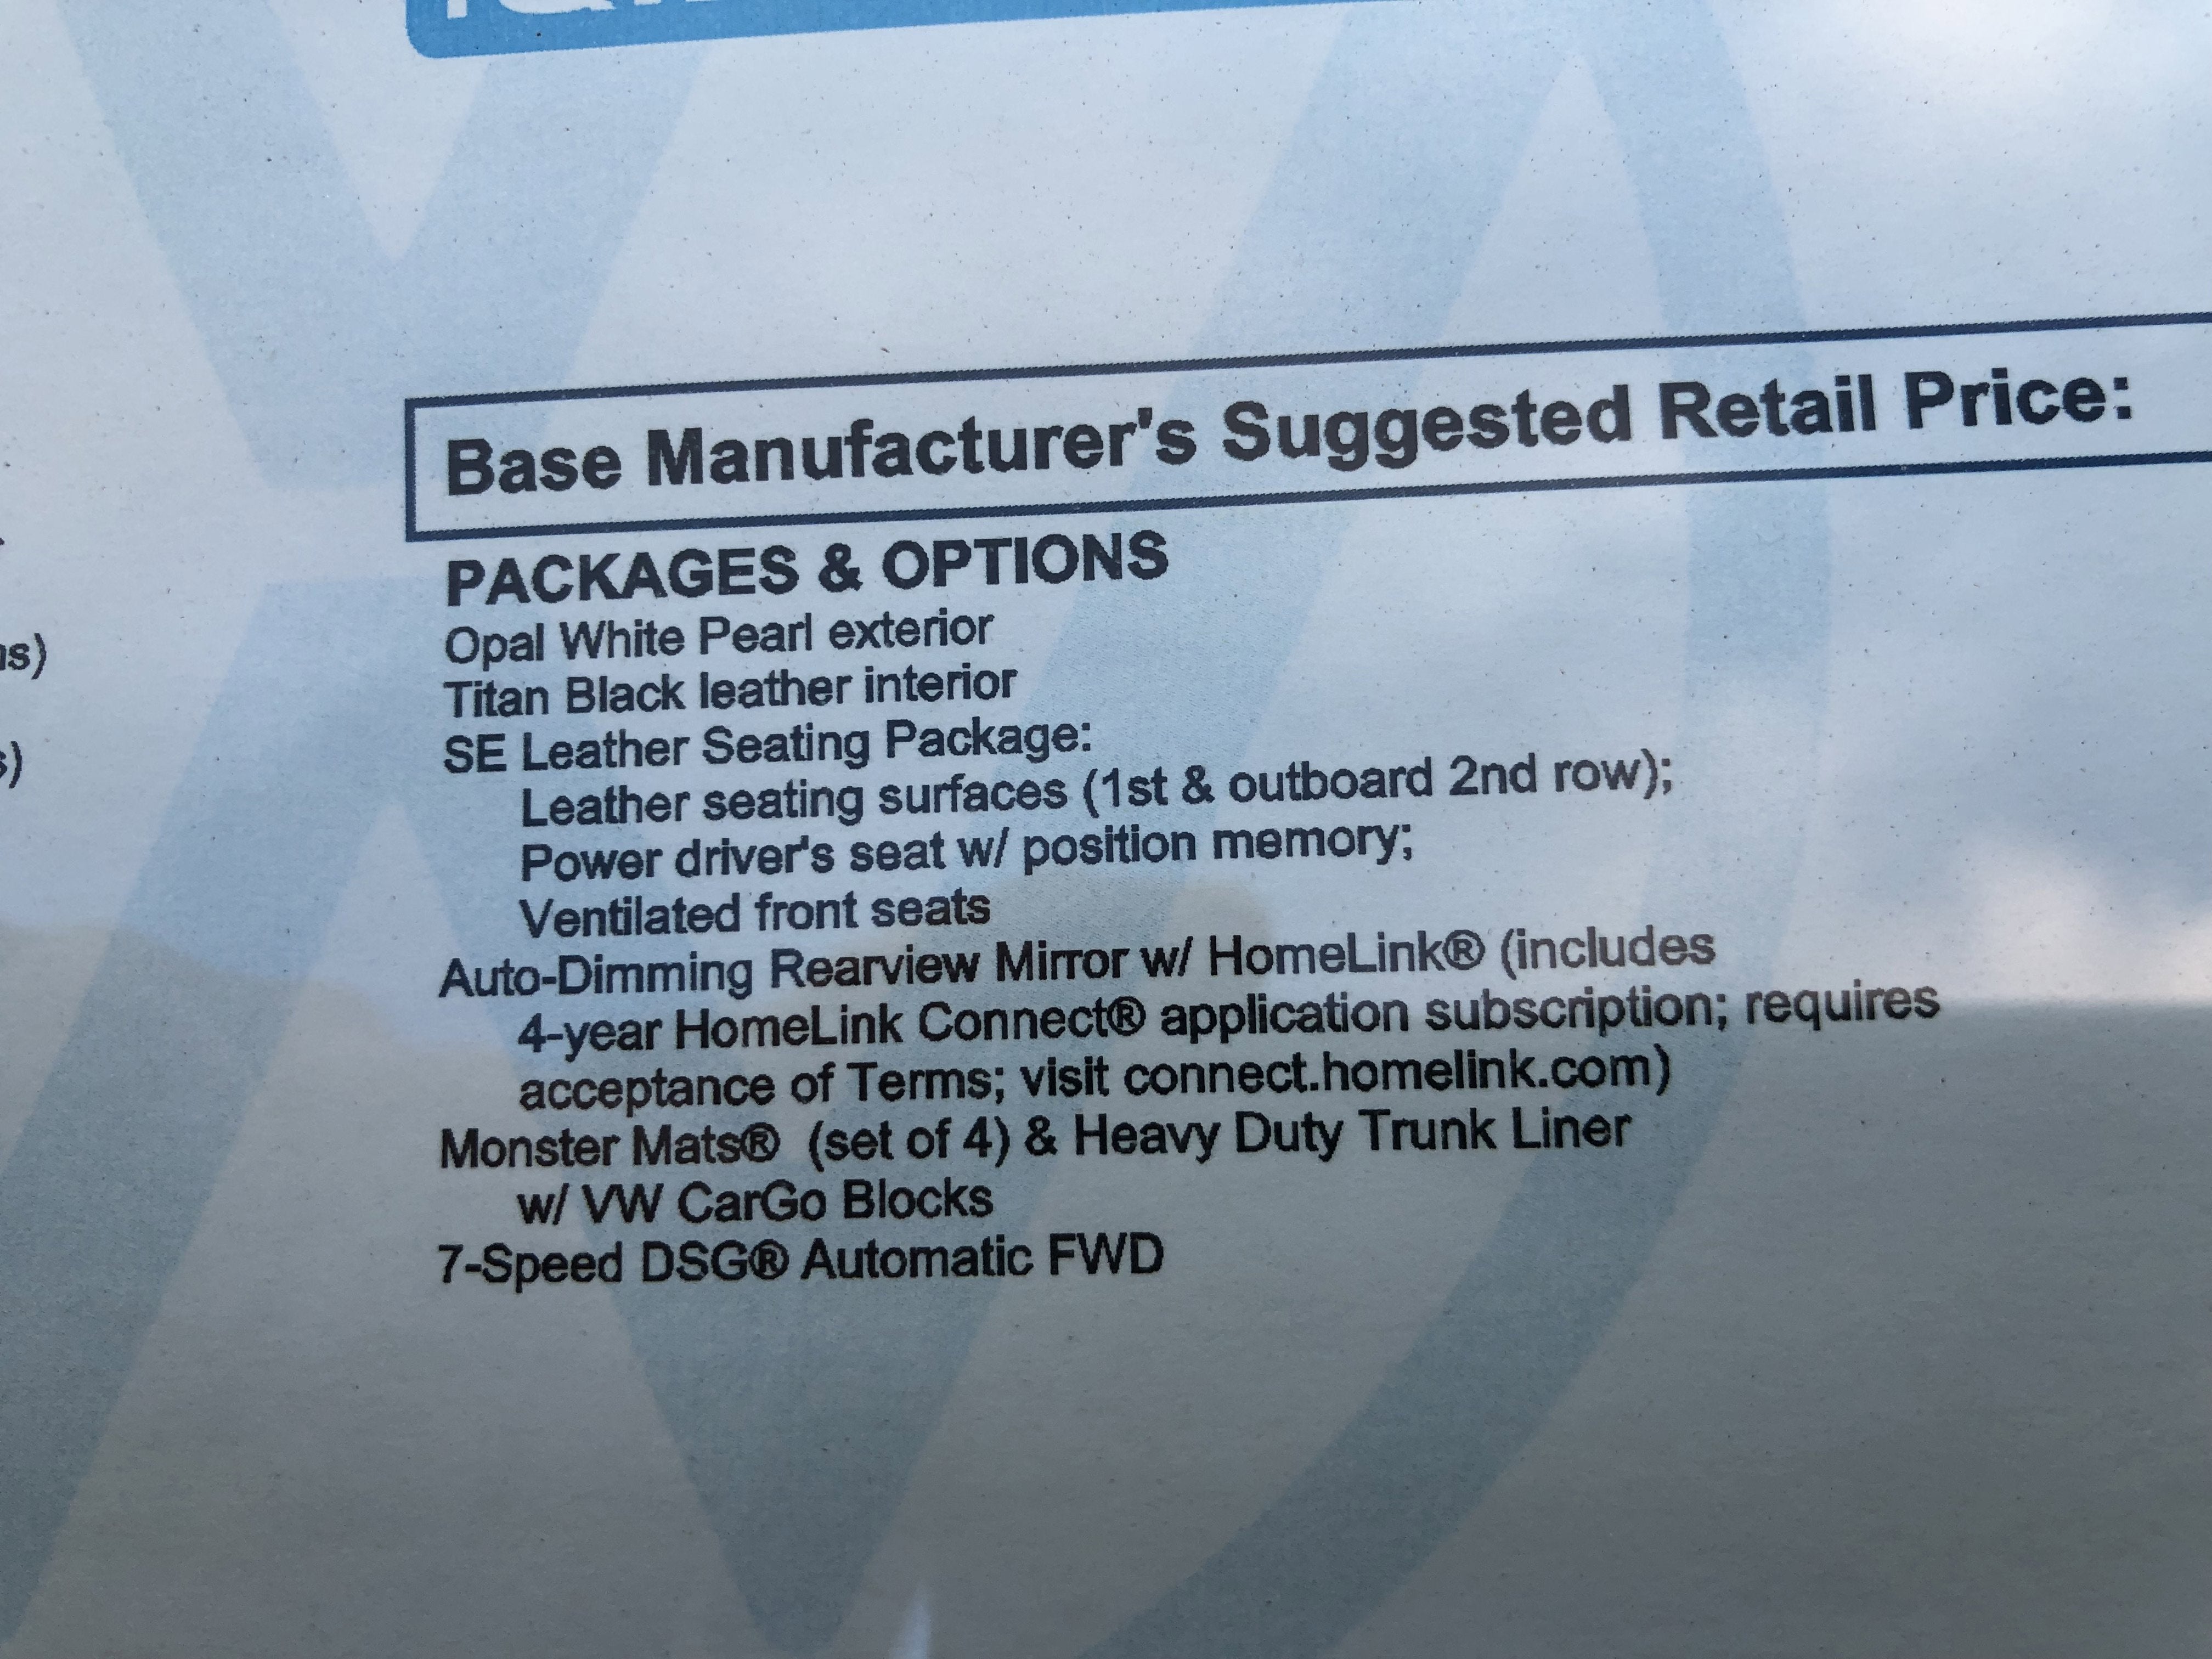 Base Manufacturer's Suggested Retail Price:
PACKAGES & OPTIONS
Opal White Pearl exterior
Titan Black leather interior
SE Leather Seating Package:
Leather seating surfaces (1st & outboard 2nd row);
Power driver's seat w/ position memory;
Ventilated front seats
Auto-Dimming Rearview Mirror w/ HomeLink® (includes
4-year HomeLink Connect® application subscription; requires
acceptance of Terms; visit connect.homelink.com)
Monster Mats® (set of 4) & Heavy Duty Trunk Liner
w/ VW CarGo Blocks
7-Speed DSG® Automatic FWD